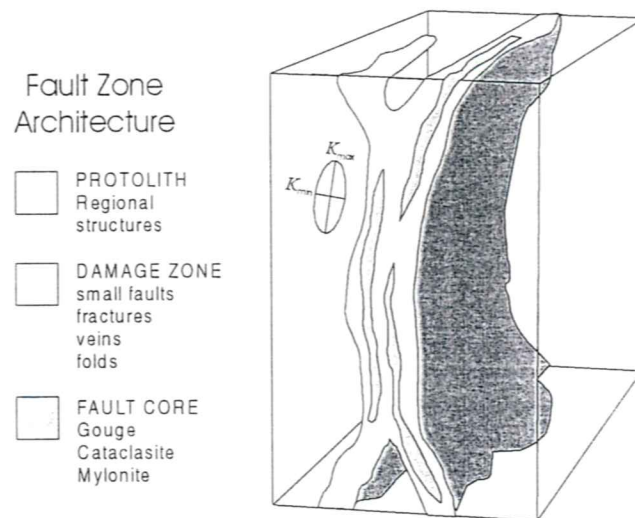 Fault Zone
Architecture
PROTOLITH
Regional
structures
DAMAGE ZONE
small faults
fractures
veins
folds
FAULT CORE
Gouge
Cataclasite
Mylonite
Kmax
Kmin